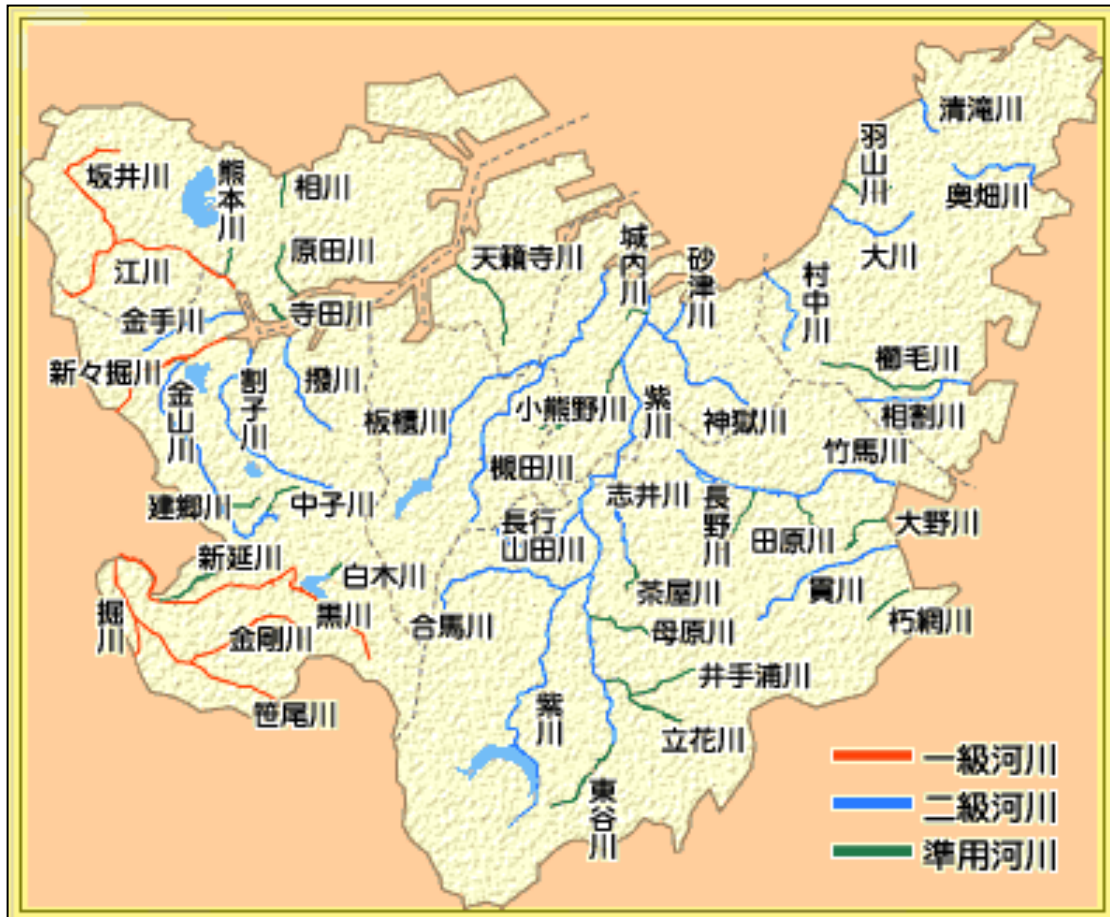 清滝川
羽山川
奥畑川
坂井川
熊本川
相川
原田川
天籟寺川
城内川
砂津川
大川
村中川
江川
金手川
寺田川
新々掘川
金山川
割子川
撥川
板櫃川
小熊野川
紫川
神獄川
櫛毛川
相割川
竹馬川
槻田川
志井川
長野川
建郷川
中子川
長行
山田川
田原川
大野川
新延川
白木川
掘川
金剛川
黒川
合馬川
茶屋川
貫川
母原川
朽網川
笹尾川
紫川
井手浦川
立花川
東谷川
一級河川
二級河川
準用河川